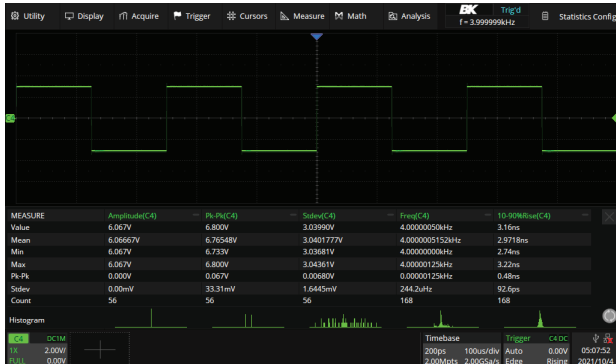 Utility Display Acquire Trigger Cursors Measure Math Analysis BK Trig'd Statistics Config
f = 3.999999kHz
C4
MEASURE Amplitude(C4) Pk-Pk(C4) Stdev(C4) Freq(C4) 10-90%Rise(C4)
Value 6.067V 6.800V 3.03990V 4.00000050kHz 3.16ns
Mean 6.06667V 6.76548V 3.0401777V 4.0000005152kHz 2.9718ns
Min 6.067V 6.733V 3.03681V 4.00000000kHz 2.74ns
Max 6.067V 6.800V 3.04361V 4.00000125kHz 3.22ns
Pk-Pk 0.000V 0.067V 0.00680V 0.00000125kHz 0.48ns
Stdev 0.00mV 33.31mV 1.6445mV 244.2uHz 92.6ps
Count 56 56 56 168 168
Histogram
C4 DC1M Timebase Trigger C4 DC
1X 2.00V/ 200ps 100us/div Auto 0.00V 05:07:52
FULL 0.00V 2.00Mpts 2.00GSa/s Edge Rising 2021/10/4